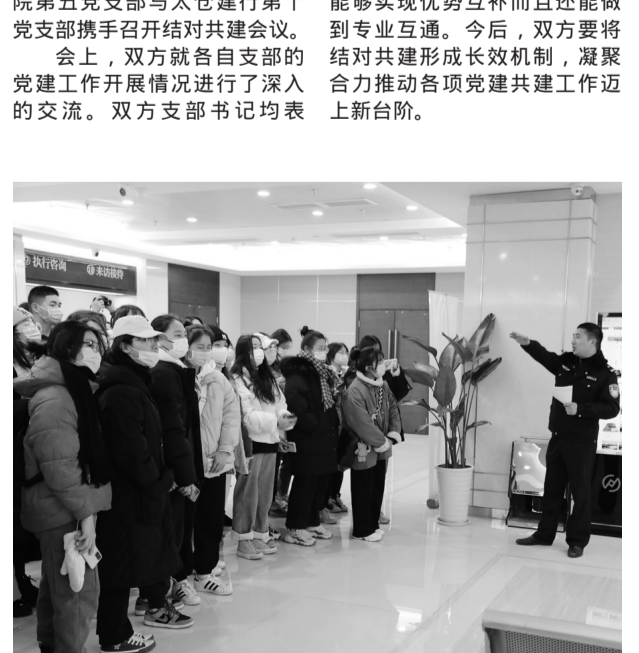 院第五党支部与太仓建行第十
党支部携手召开结对共建会议。
会上，双方就各自支部的
党建工作开展情况进行了深入
的交流。双方支部书记均表
能够实现优势互补而且还能做
到专业互通。今后，双方要将
结对共建形成长效机制，凝聚
合力推动各项党建共建工作迈
上新台阶。
执行咨询
来访接待